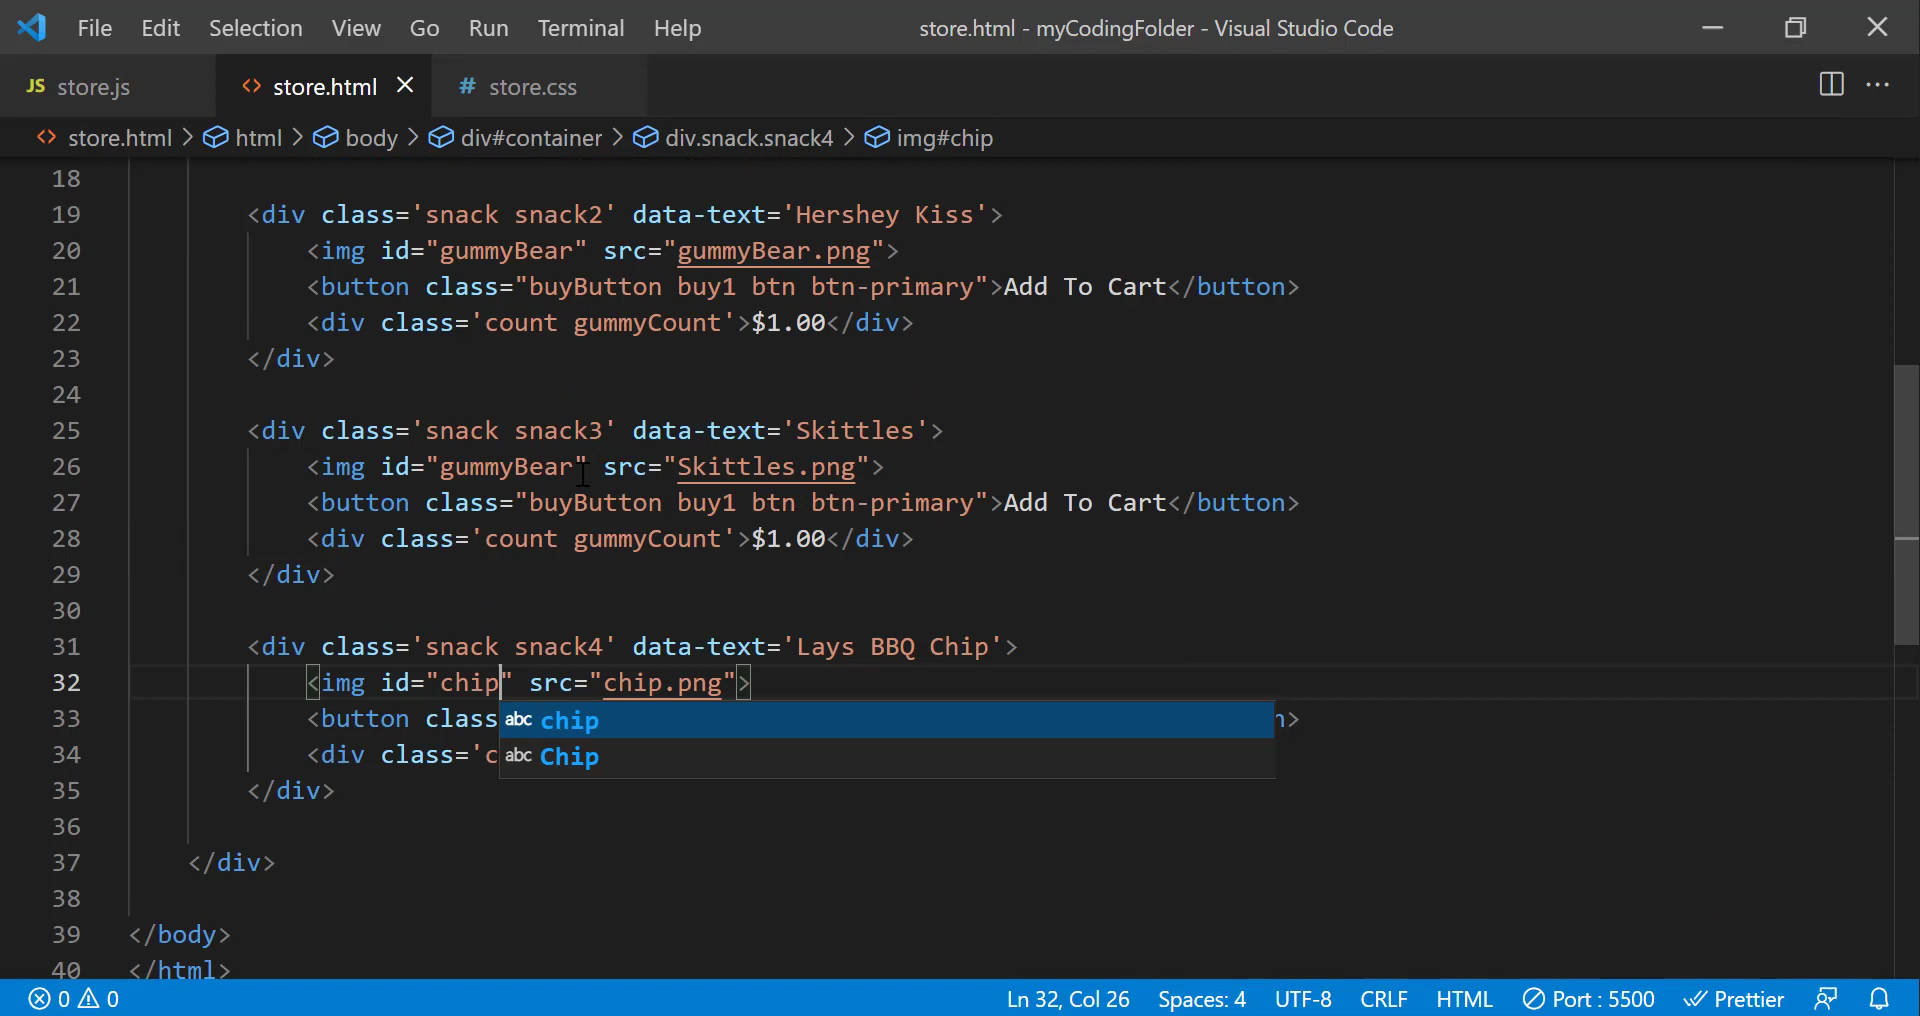 File Edit Selection View Go Run Terminal Help store.html - myCodingFolder - Visual Studio Code
JS store.js <> store.html # store.css
<> store.html > html > body > div#container > div.snack.snack4 > img#chip
18
19 <div class='snack snack2' data-text='Hershey Kiss'>
20 <img id="gummyBear" src="gummyBear.png">
21 <button class="buyButton buy1 btn btn-primary">Add To Cart</button>
22 <div class='count gummyCount'>$1.00</div>
23 </div>
24
25 <div class='snack snack3' data-text='Skittles'>
26 <img id="gummyBear" src="Skittles.png">
27 <button class="buyButton buy1 btn btn-primary">Add To Cart</button>
28 <div class='count gummyCount'>$1.00</div>
29 </div>
30
31 <div class='snack snack4' data-text='Lays BBQ Chip'>
32 <img id="chip" src="chip.png">
33 <button class abc chip n>
34 <div class='c abc Chip
35 </div>
36
37 </div>
38
39 </body>
40 </html>
0 0 Ln 32, Col 26 Spaces: 4 UTF-8 CRLF HTML Port : 5500 Prettier